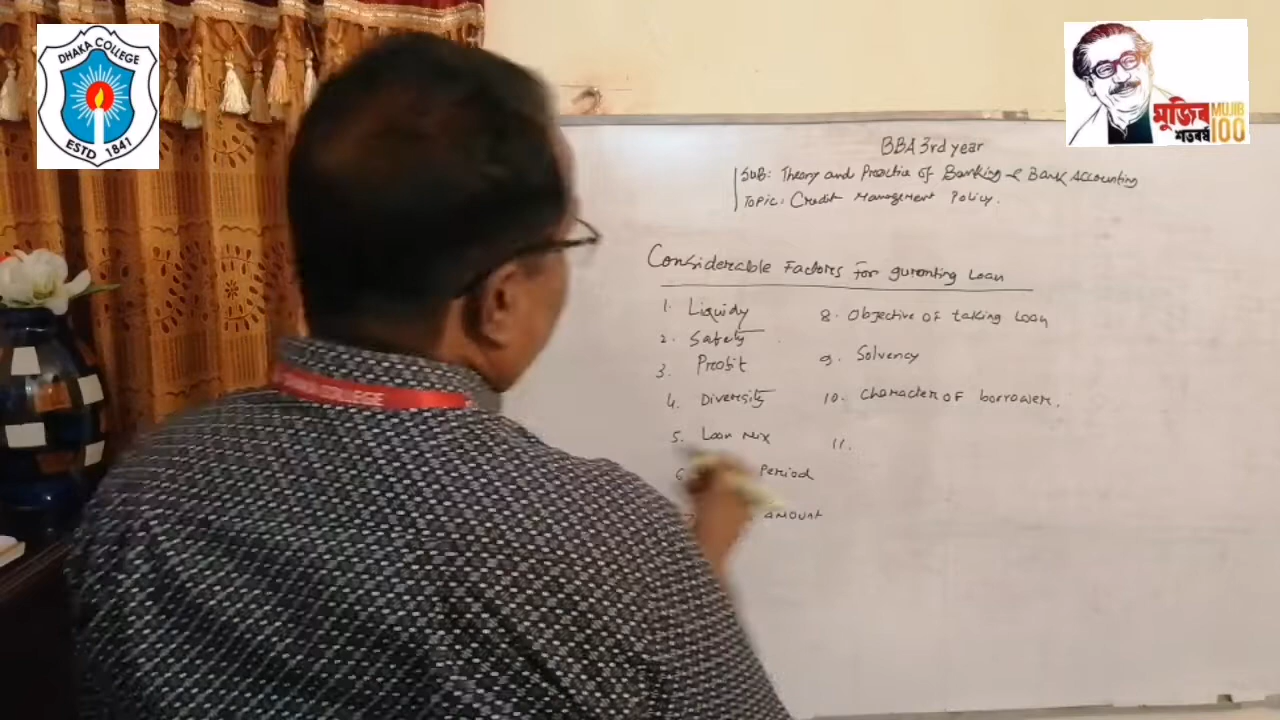 DHAKA COLLEGE
ESTD 1841
মুজিব
শতবর্ষ
MUJIB
100
BBA 3rd year
SUB: Theory and Practice of Banking & Bank Accounting
Topic: Credit Management Policy.
Considerable Factors for guranting Loan
1. Liquidy
2. Safety
3. Profit
4. Diversity
5. Loan Mix
6. Period
7. Amount
8. Objective of taking Loan
9. Solvency
10. Character of borrower.
11.
COLLEGE